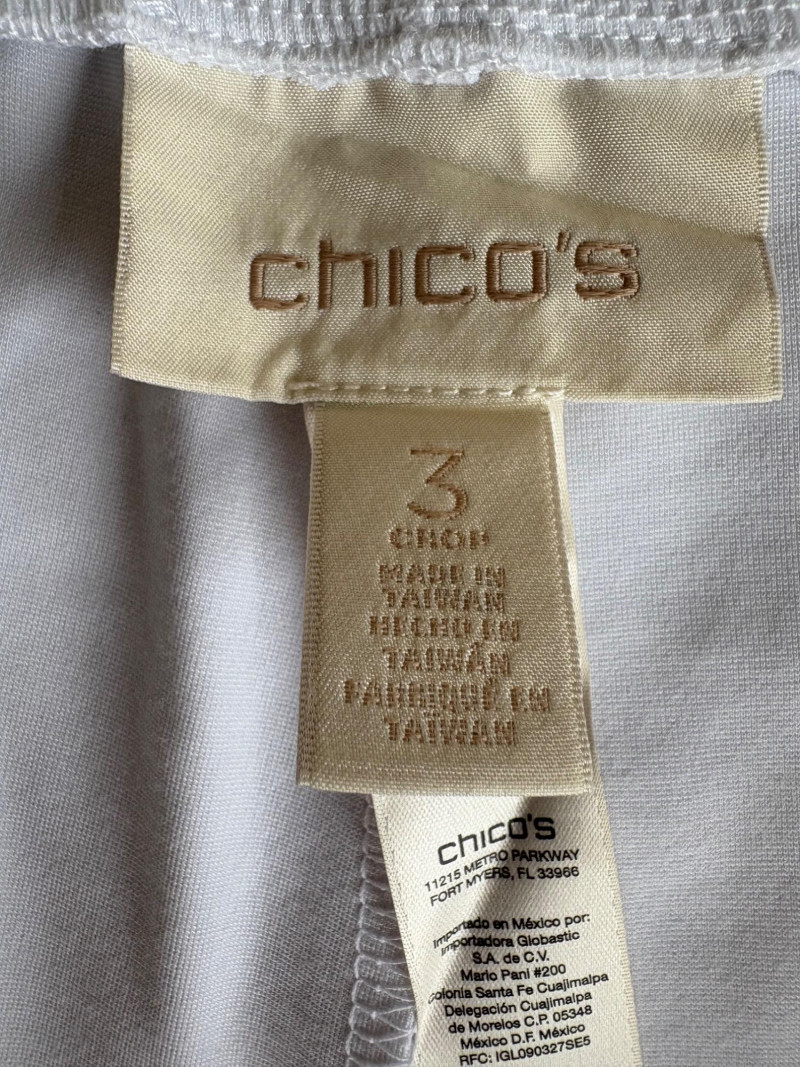 chico's
3
CROP
MADE IN
TAIWAN
HECHO EN
TAIWÁN
FABRIQUÉ EN
TAÏWAN
chico's
11215 METRO PARKWAY
FORT MYERS, FL 33966
Importado en México por:
Importadora Globastic
S.A. de C.V.
Mario Pani #200
Colonia Santa Fe Cuajimalpa
Delegación Cuajimalpa
de Morelos C.P. 05348
México D.F. México
RFC: IGL090327SE5